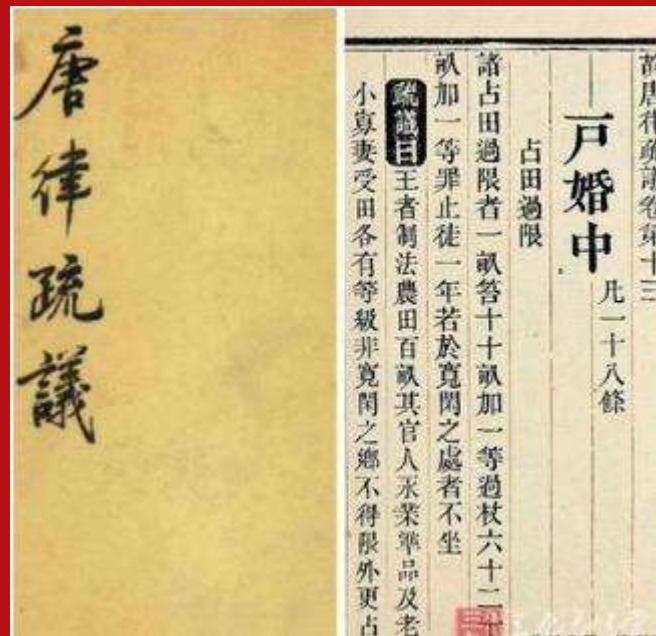 唐律疏議
故唐律疏議卷第十三
户婚中 凡一十八條
占田過限
諸占田過限者一畝笞十十畝加一等過杖六十二十
畝加一等罪止徒一年若於寬閑之處者不坐
疏議曰王者制法農田百畝其官人永業準品及老
小寡妻受田各有等級非寬閑之鄉不得限外更占